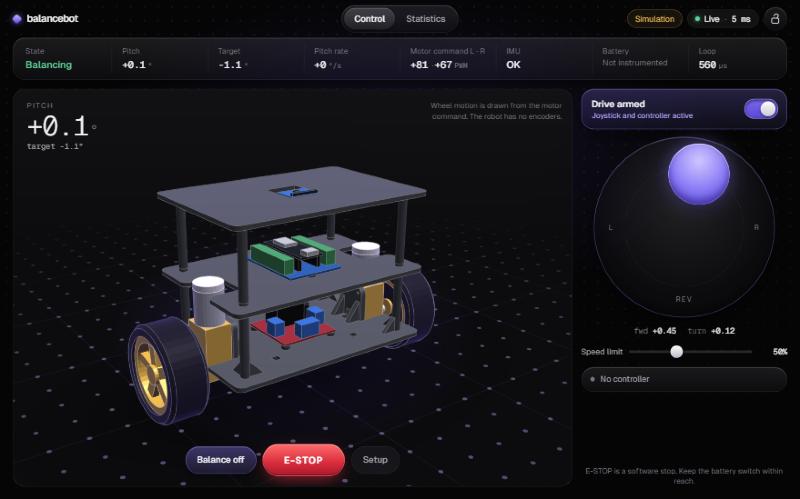 balancebot
Control
Statistics
Simulation
Live · 5 ms
State
Balancing
Pitch
+0.1 °
Target
-1.1 °
Pitch rate
+0 °/s
Motor command L · R
+81 · +67 PWM
IMU
OK
Battery
Not instrumented
Loop
560 µs
PITCH
+0.1°
target -1.1°
Wheel motion is drawn from the motor
command. The robot has no encoders.
Balance off
E-STOP
Setup
Drive armed
Joystick and controller active
L
R
REV
fwd +0.45 turn +0.12
Speed limit
50%
No controller
E-STOP is a software stop. Keep the battery switch within
reach.